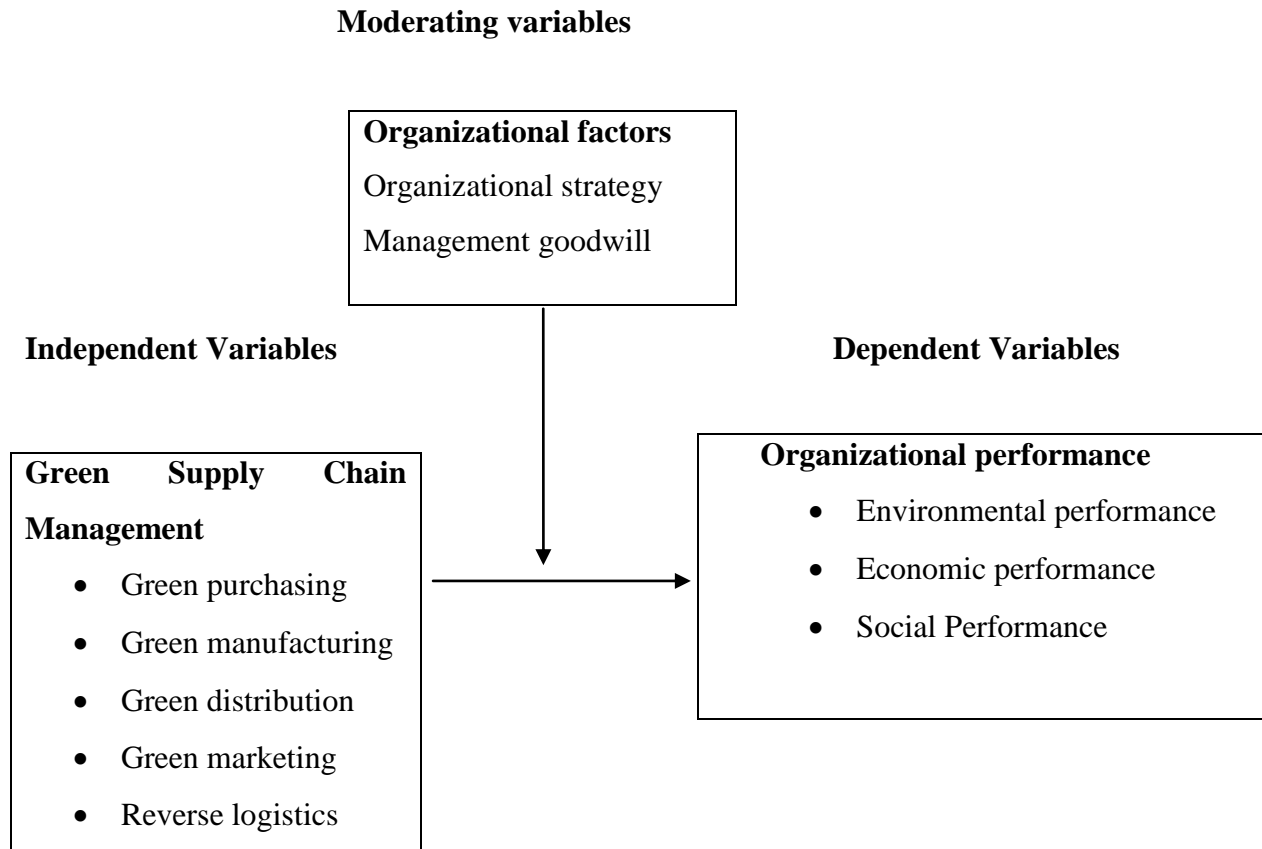 Moderating variables
Organizational factors
Organizational strategy
Management goodwill
Independent Variables
Dependent Variables
Green Supply Chain
Management
• Green purchasing
• Green manufacturing
• Green distribution
• Green marketing
• Reverse logistics
Organizational performance
• Environmental performance
• Economic performance
• Social Performance